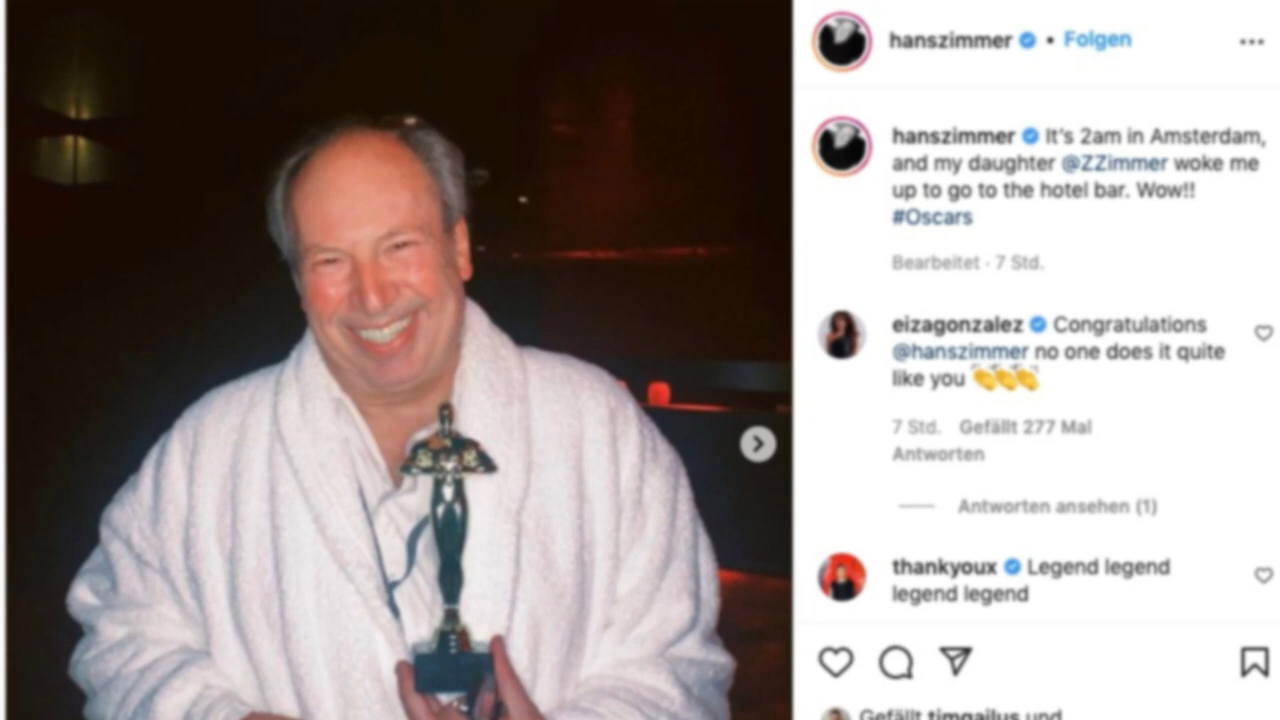 hanszimmer • Folgen
hanszimmer It's 2am in Amsterdam,
and my daughter @ZZimmer woke me
up to go to the hotel bar. Wow!!
#Oscars
Bearbeitet · 7 Std.
eizagonzalez Congratulations
@hanszimmer no one does it quite
like you 👏👏👏
7 Std. Gefällt 277 Mal
Antworten
Antworten ansehen (1)
thankyoux Legend legend
legend legend
Gefällt timgailus und